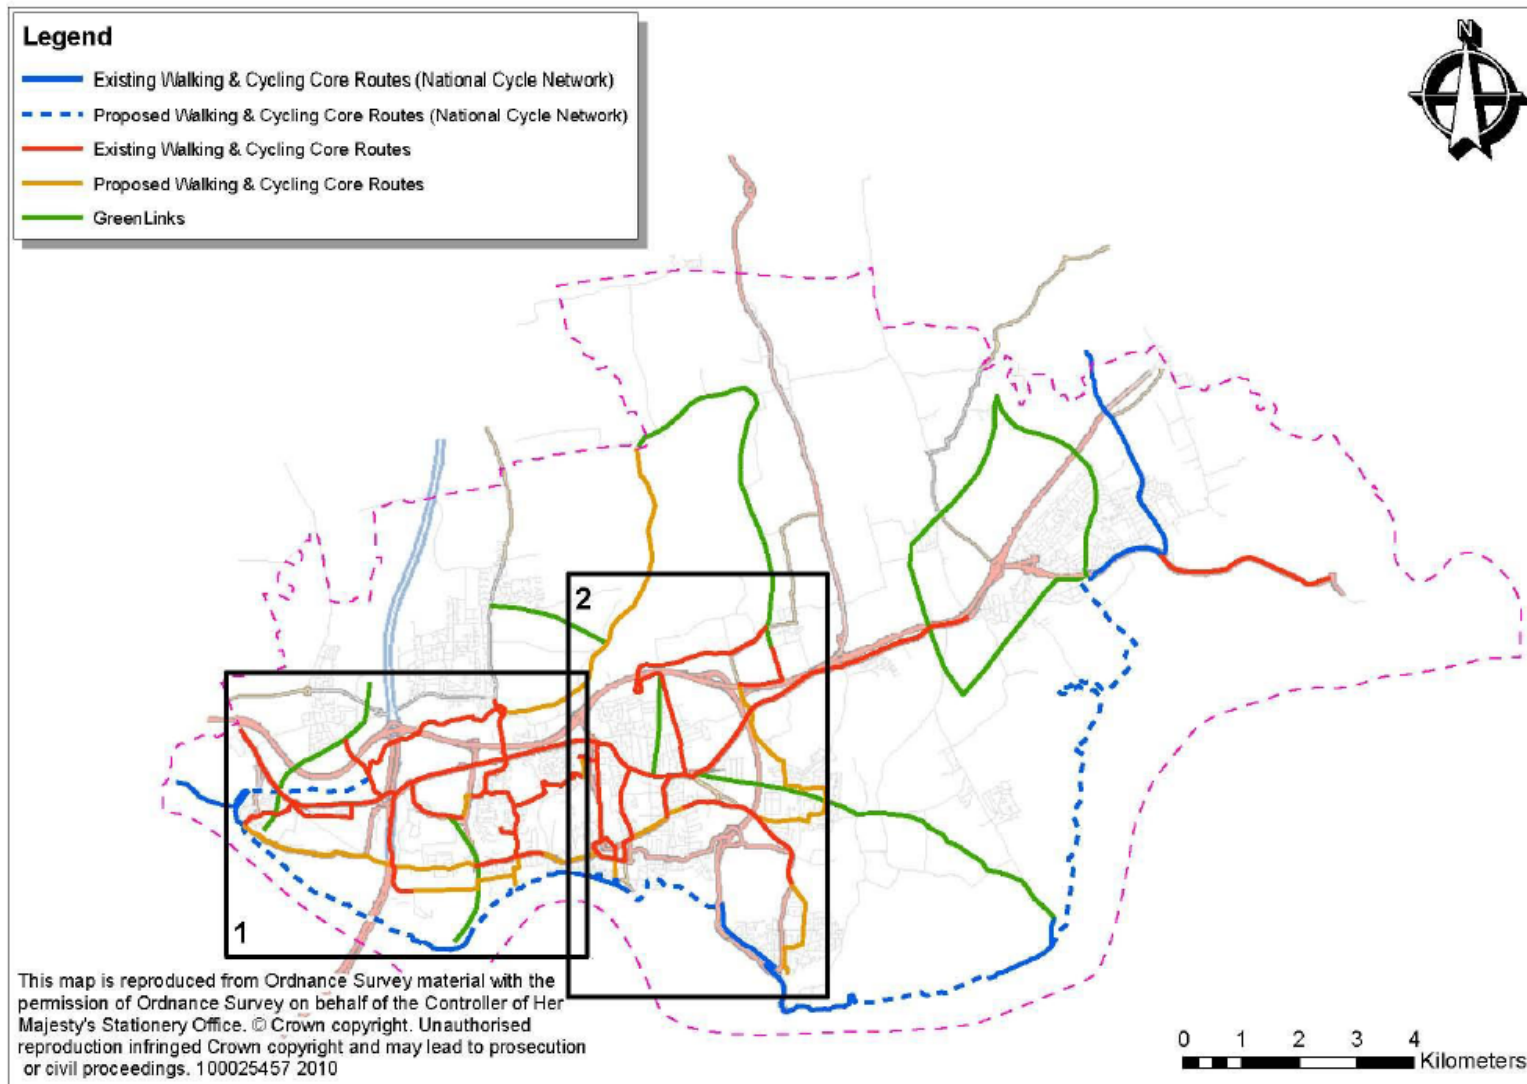 Legend
Existing Walking & Cycling Core Routes (National Cycle Network)
Proposed Walking & Cycling Core Routes (National Cycle Network)
Existing Walking & Cycling Core Routes
Proposed Walking & Cycling Core Routes
GreenLinks
N
2
1
This map is reproduced from Ordnance Survey material with the
permission of Ordnance Survey on behalf of the Controller of Her
Majesty's Stationery Office. © Crown copyright. Unauthorised
reproduction infringed Crown copyright and may lead to prosecution
or civil proceedings. 100025457 2010
0 1 2 3 4
Kilometers